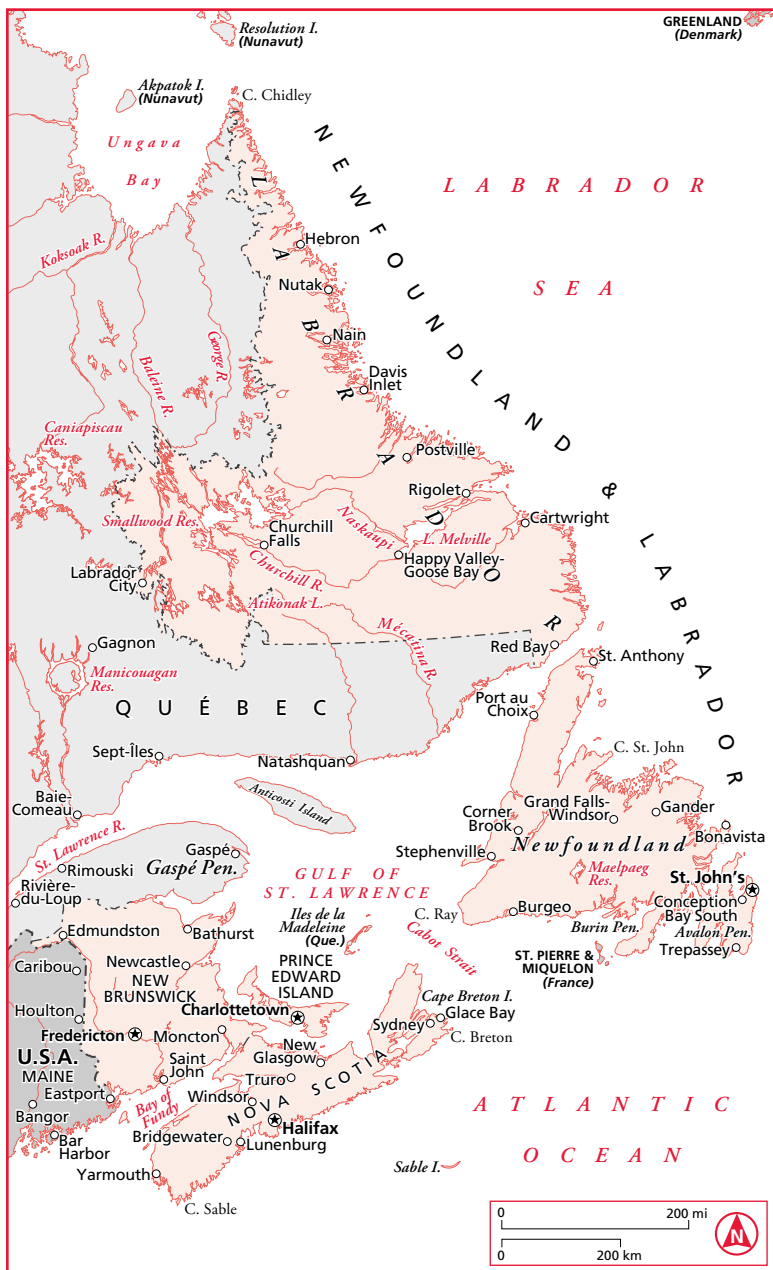 GREENLAND
(Denmark)
Resolution I.
(Nunavut)
Akpatok I.
(Nunavut)
C. Chidley
Ungava
Bay
NEWFOUNDLAND & LABRADOR
LABRADOR
SEA
LABRADOR
Koksoak R.
Hebron
Nutak
Nain
George R.
Baleine R.
Davis
Inlet
Caniapiscau
Res.
Postville
Rigolet
Smallwood Res.
Churchill
Falls
Naskaupi
L. Melville
Cartwright
Happy Valley-
Goose Bay
Churchill R.
Labrador
City
Atikonak L.
Mécatina R.
Gagnon
Red Bay
St. Anthony
Manicouagan
Res.
QUÉBEC
Port au
Choix
Sept-Îles
Natashquan
C. St. John
Baie-
Comeau
Anticosti Island
Grand Falls-
Windsor
Gander
Corner
Brook
Newfoundland
Bonavista
St. Lawrence R.
Gaspé
Gaspé Pen.
Stephenville
Rimouski
GULF OF
ST. LAWRENCE
Maelpaeg
Res.
St. John's
Rivière-
du-Loup
Iles de la
Madeleine
(Que.)
C. Ray
Burgeo
Conception
Bay South
Burin Pen.
Avalon Pen.
Trepassey
Edmundston
Bathurst
Cabot Strait
ST. PIERRE &
MIQUELON
(France)
Caribou
Newcastle
NEW
BRUNSWICK
PRINCE
EDWARD
ISLAND
Cape Breton I.
Houlton
Charlottetown
Glace Bay
Sydney
Fredericton
Moncton
C. Breton
U.S.A.
MAINE
New
Glasgow
Saint
John
Truro
NOVA SCOTIA
Eastport
Bay of
Fundy
Windsor
Bangor
Halifax
ATLANTIC
OCEAN
Bar
Harbor
Bridgewater
Lunenburg
Yarmouth
Sable I.
C. Sable
0 200 mi
0 200 km
N